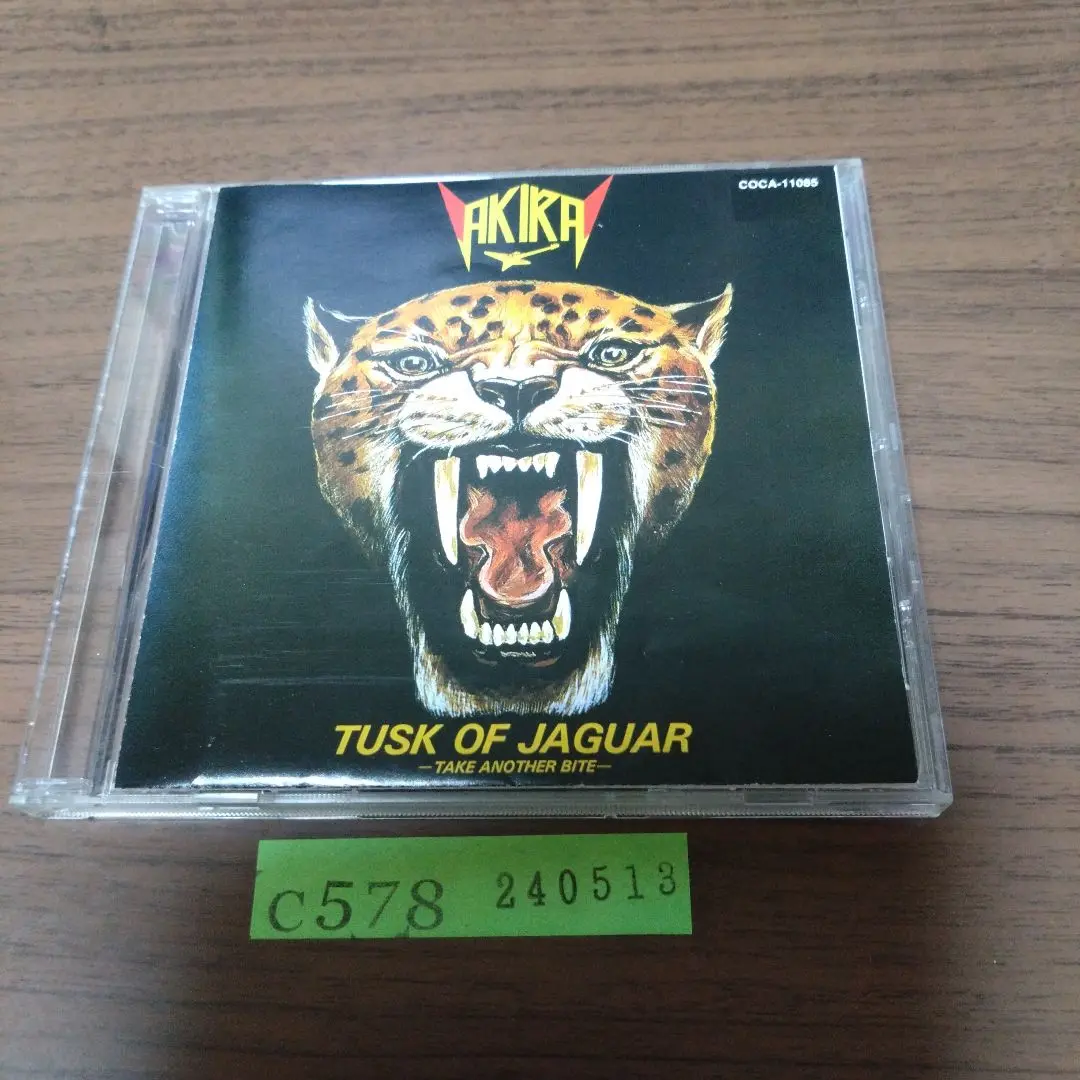 AKIRA
COCA-11085
TUSK OF JAGUAR
—TAKE ANOTHER BITE—
C578 240513